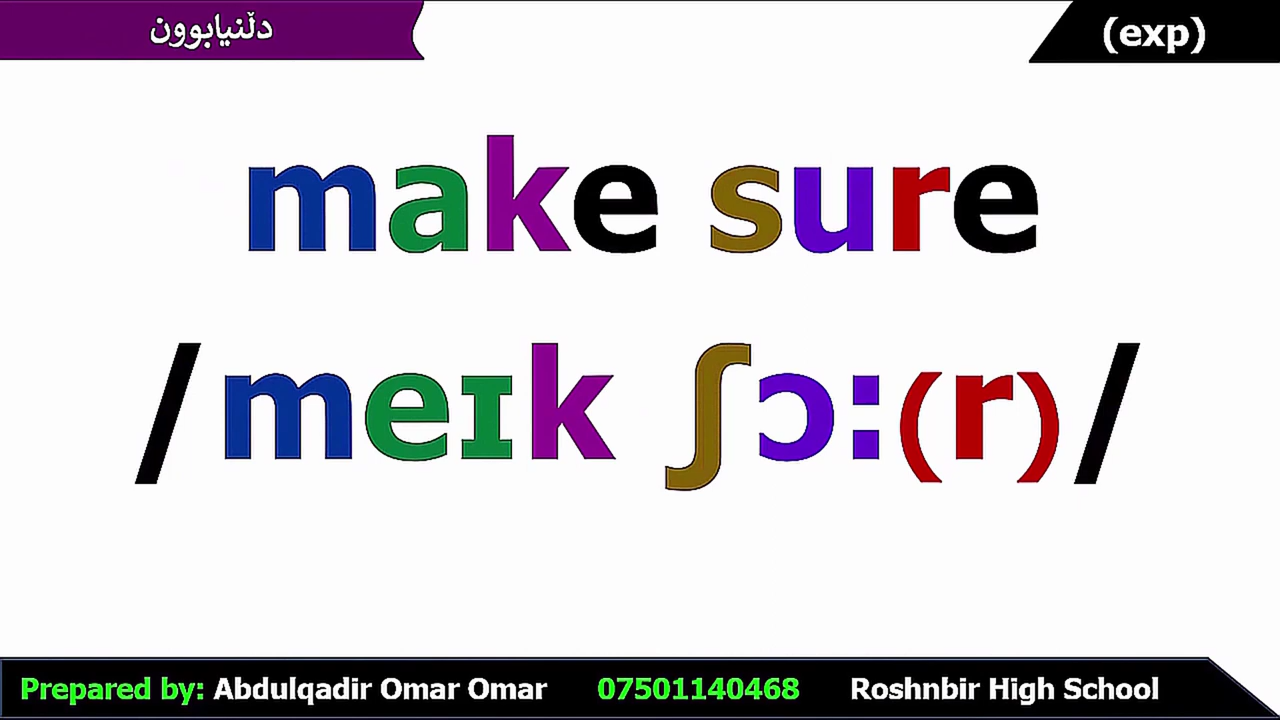 دڵنیابوون
(exp)
make sure
/meɪk ʃɔ:(r)/
Prepared by: Abdulqadir Omar Omar 07501140468 Roshnbir High School